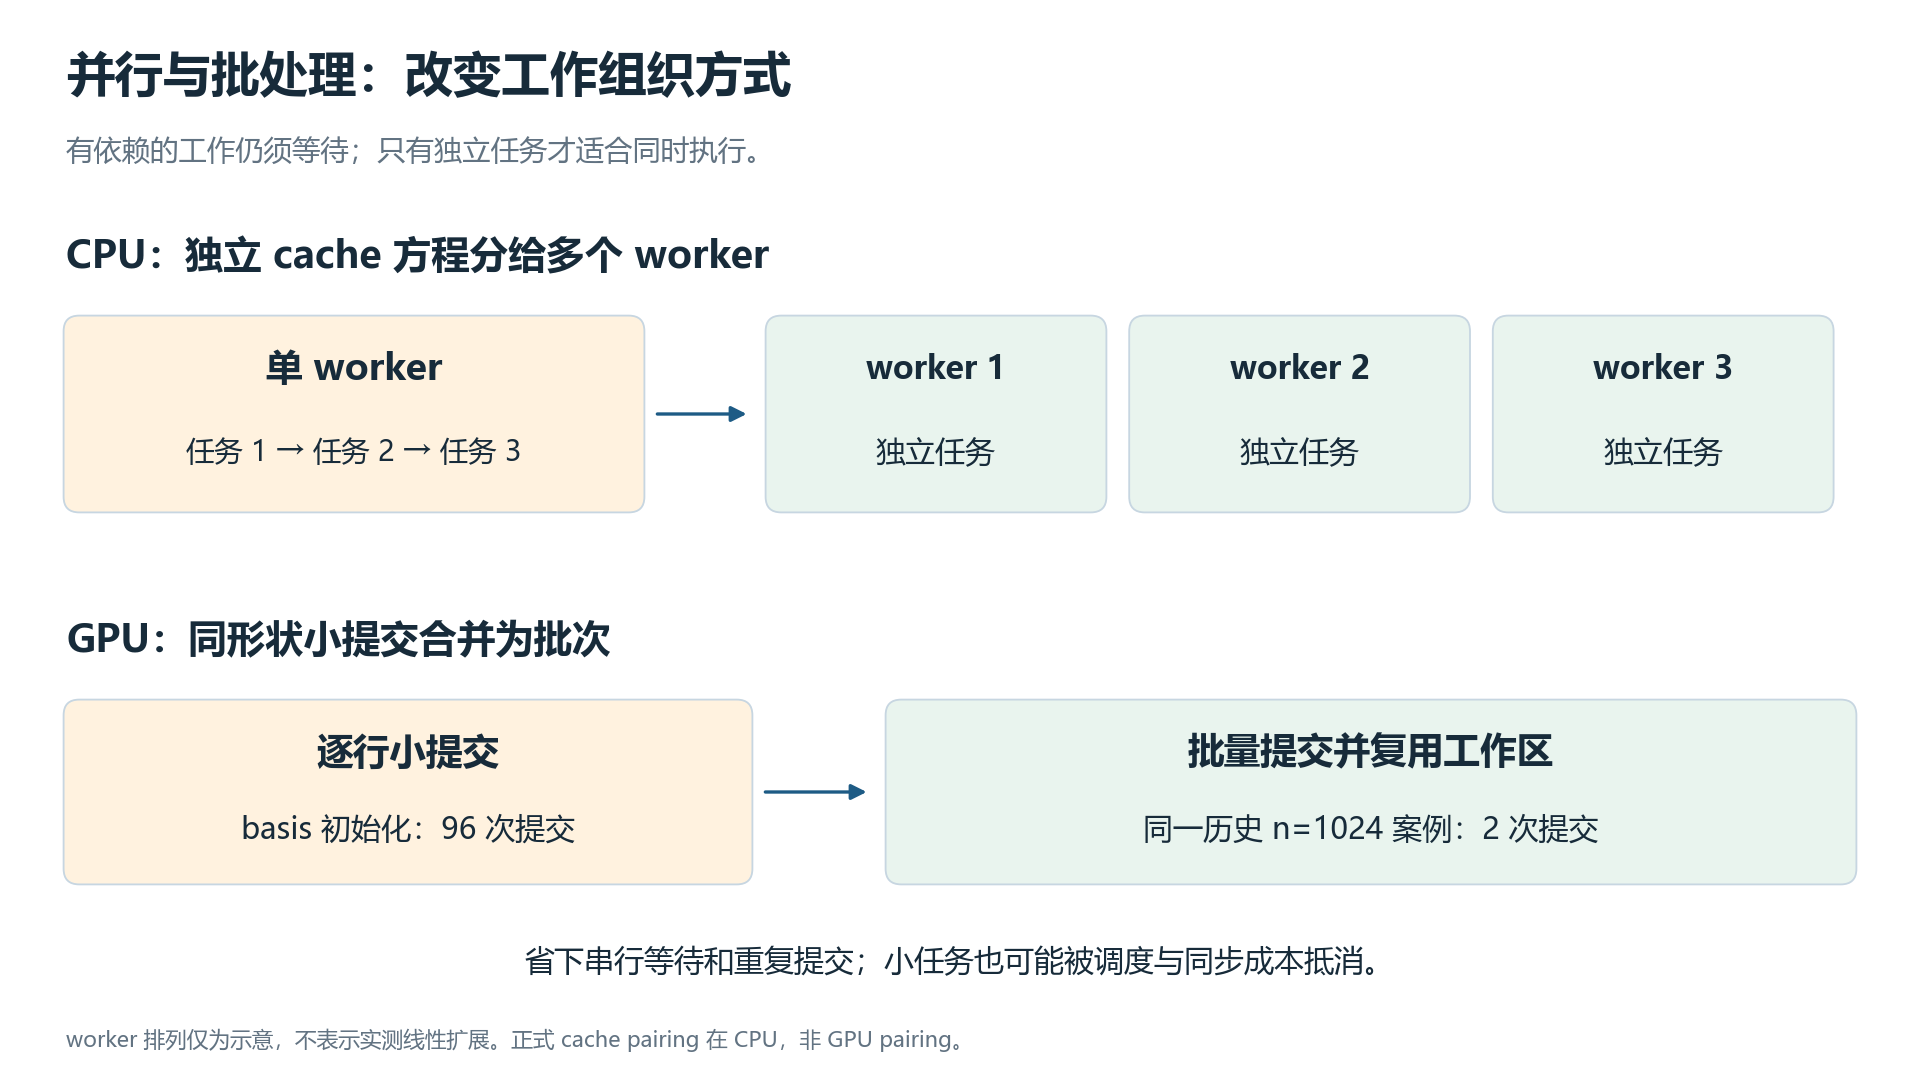 并行与批处理：改变工作组织方式
有依赖的工作仍须等待；只有独立任务才适合同时执行。
CPU：独立 cache 方程分给多个 worker
单 worker
任务 1 → 任务 2 → 任务 3
worker 1
独立任务
worker 2
独立任务
worker 3
独立任务
GPU：同形状小提交合并为批次
逐行小提交
basis 初始化：96 次提交
批量提交并复用工作区
同一历史 n=1024 案例：2 次提交
省下串行等待和重复提交；小任务也可能被调度与同步成本抵消。
worker 排列仅为示意，不表示实测线性扩展。正式 cache pairing 在 CPU，非 GPU pairing。